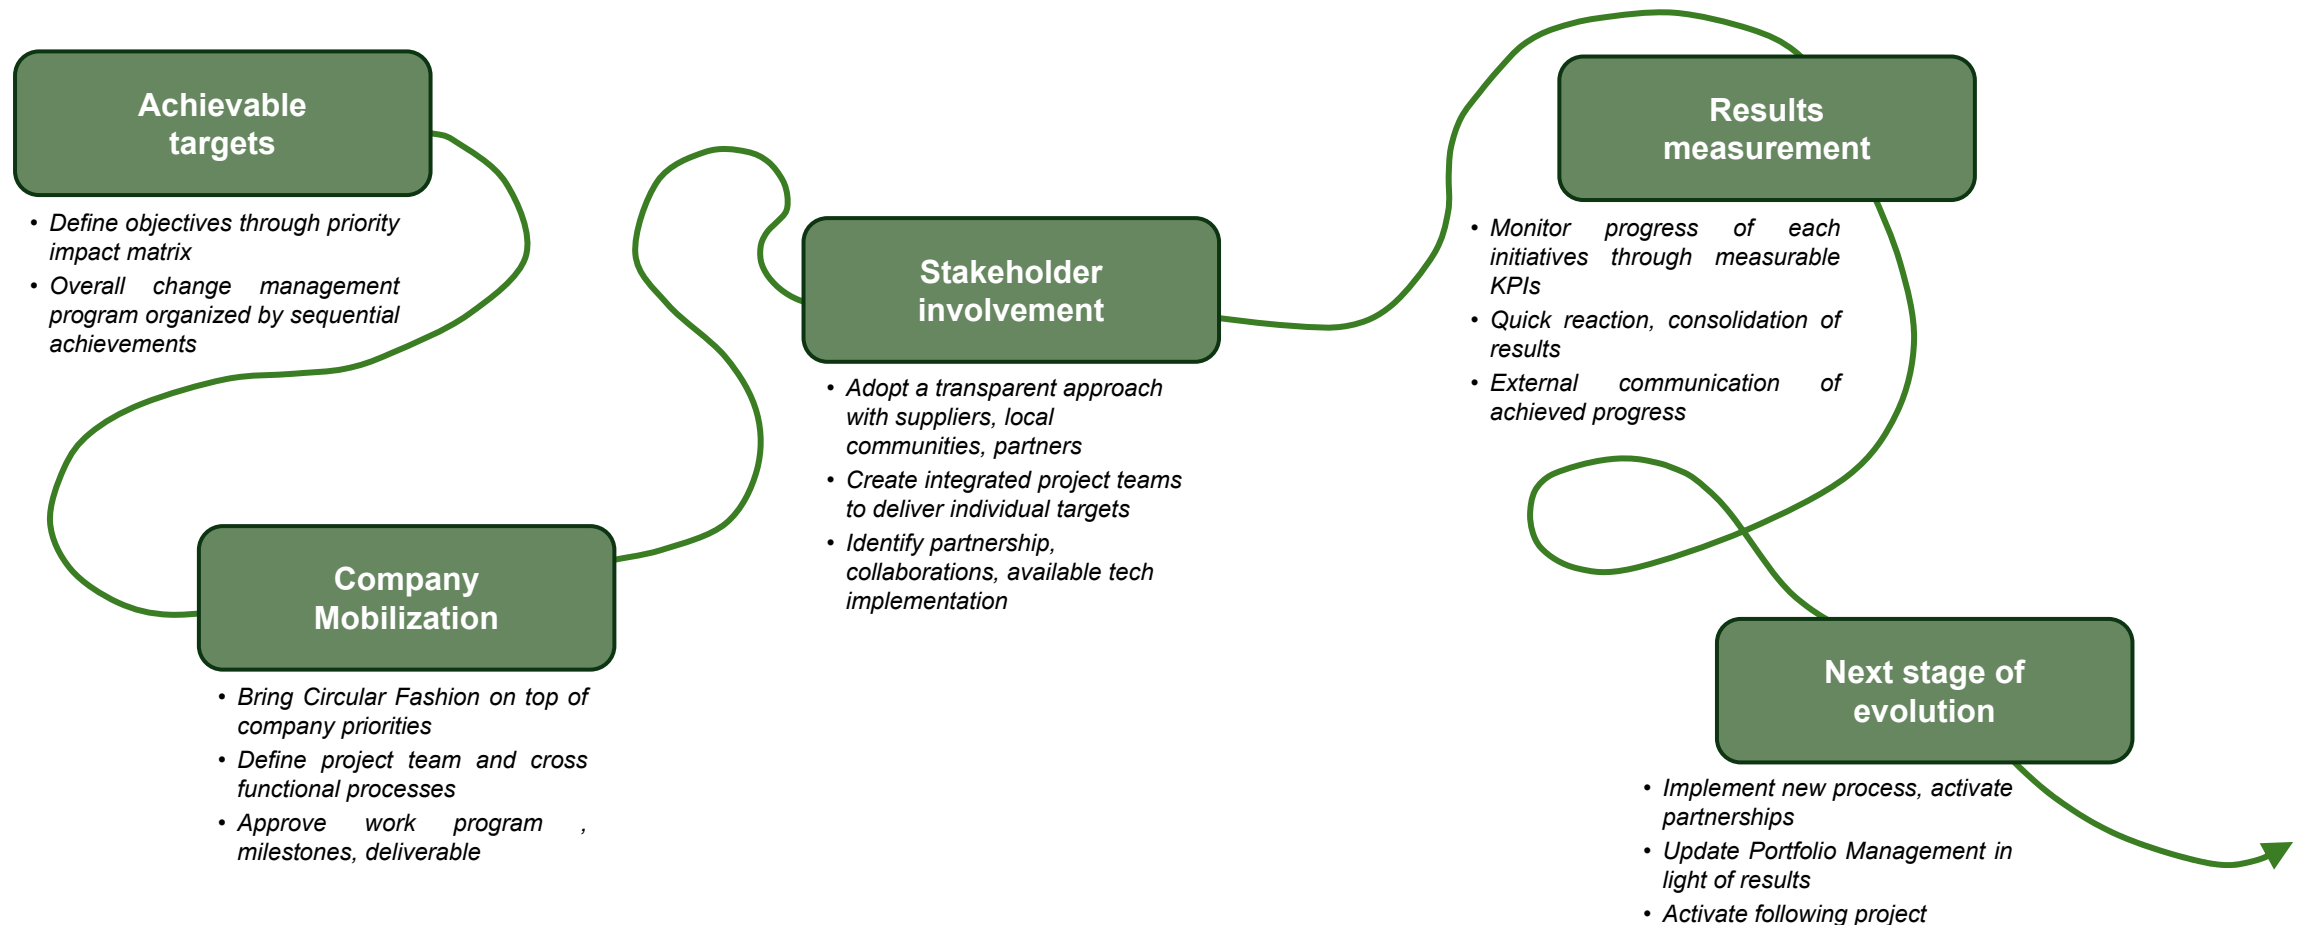 Achievable
targets
• Define objectives through priority
impact matrix
• Overall change management
program organized by sequential
achievements
Company
Mobilization
• Bring Circular Fashion on top of
company priorities
• Define project team and cross
functional processes
• Approve work program ,
milestones, deliverable
Stakeholder
involvement
• Adopt a transparent approach
with suppliers, local
communities, partners
• Create integrated project teams
to deliver individual targets
• Identify partnership,
collaborations, available tech
implementation
Results
measurement
• Monitor progress of each
initiatives through measurable
KPIs
• Quick reaction, consolidation of
results
• External communication of
achieved progress
Next stage of
evolution
• Implement new process, activate
partnerships
• Update Portfolio Management in
light of results
• Activate following project